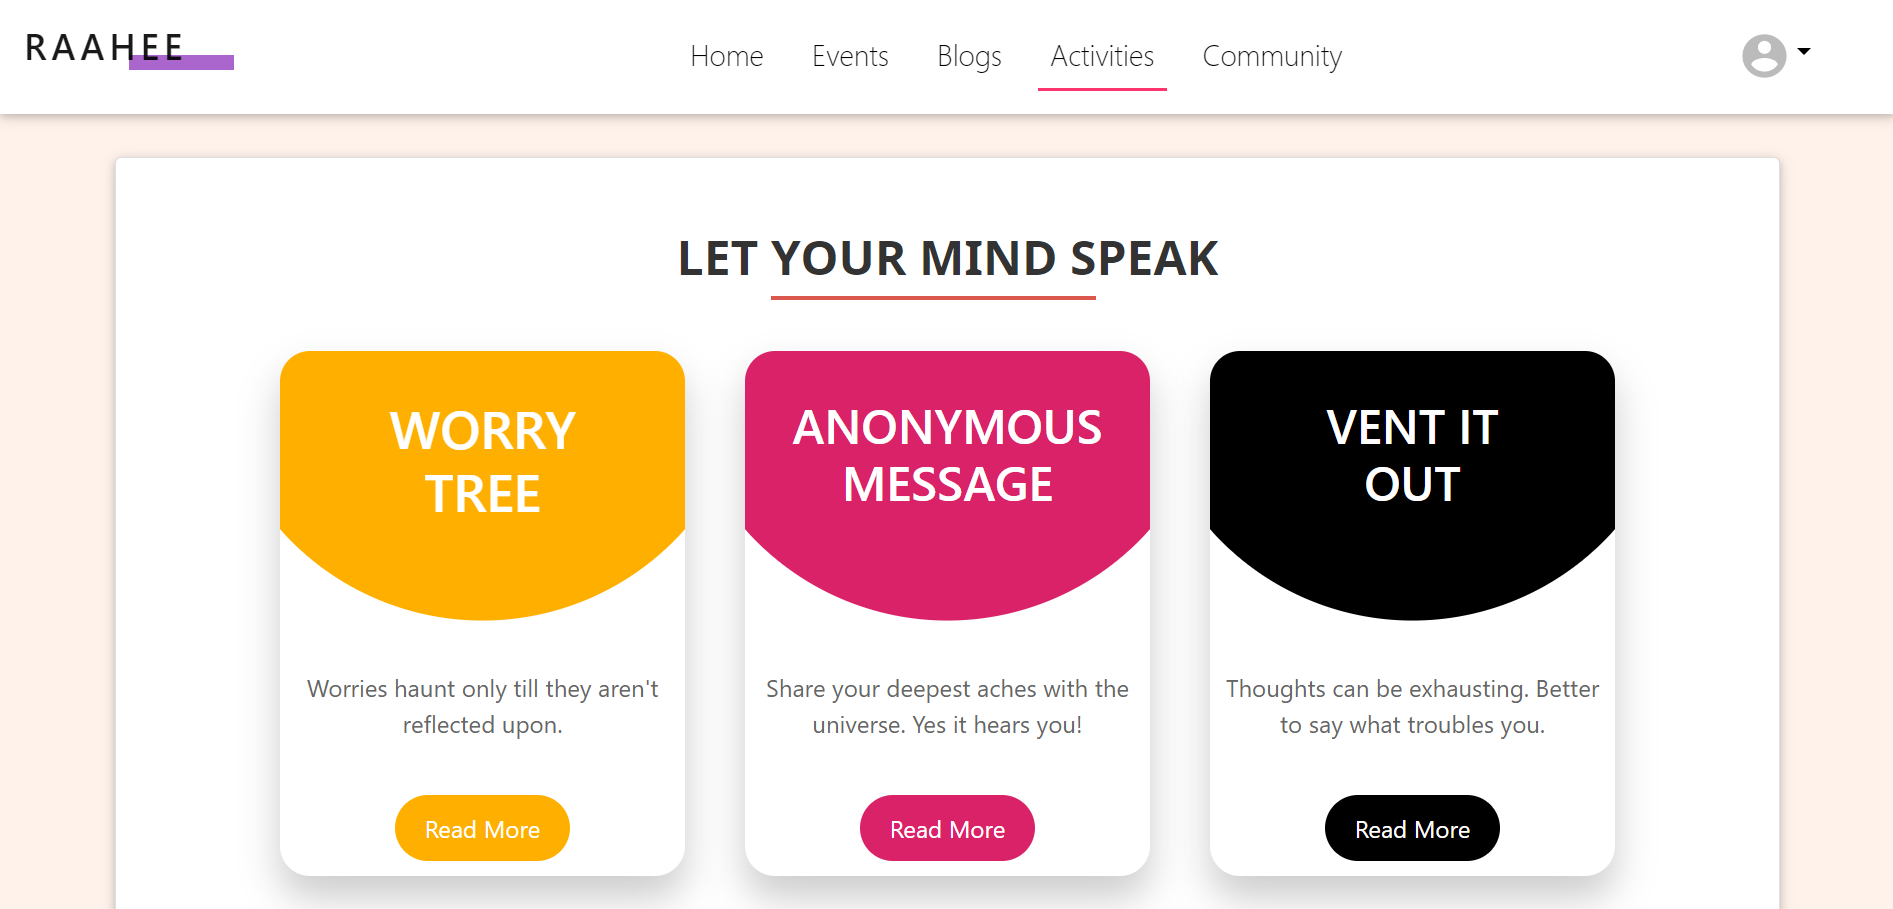 RAAHEE
Home Events Blogs Activities Community
LET YOUR MIND SPEAK
WORRY
TREE
Worries haunt only till they aren't
reflected upon.
Read More
ANONYMOUS
MESSAGE
Share your deepest aches with the
universe. Yes it hears you!
Read More
VENT IT
OUT
Thoughts can be exhausting. Better
to say what troubles you.
Read More